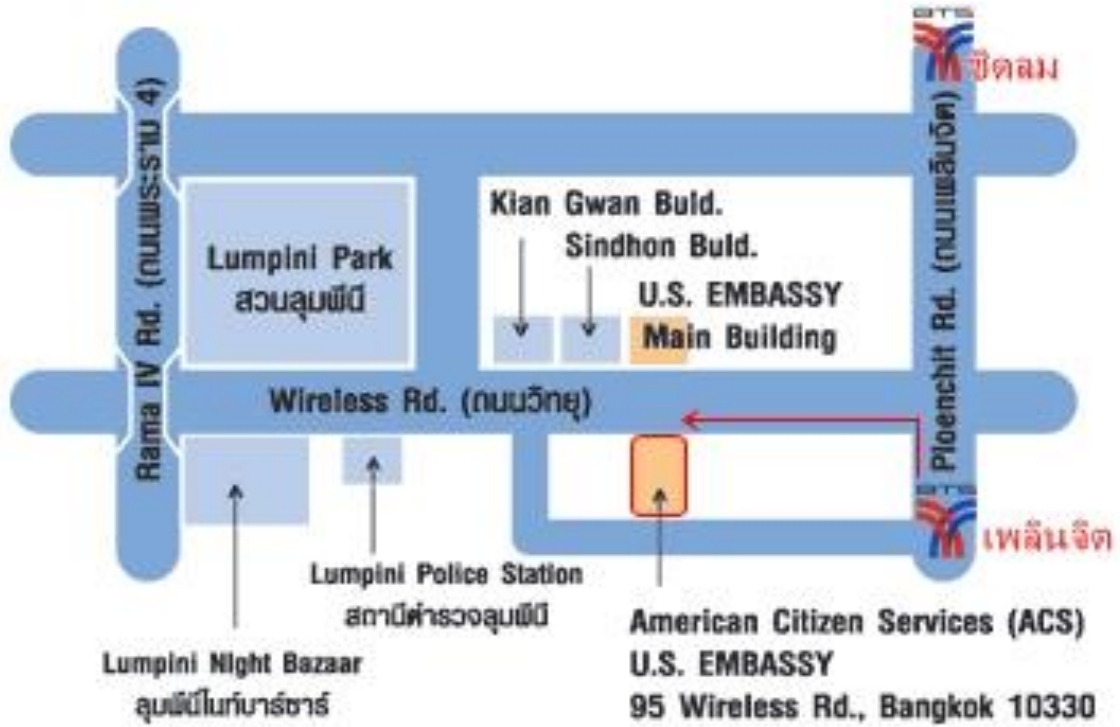 BTS
ชิดลม
Rama IV Rd. (ถนนพระราม 4)
Ploenchit Rd. (ถนนเพลินจิต)
Kian Gwan Buld.
Sindhon Buld.
Lumpini Park
สวนลุมพินี
U.S. EMBASSY
Main Building
Wireless Rd. (ถนนวิทยุ)
BTS
เพลินจิต
Lumpini Police Station
สถานีตำรวจลุมพินี
Lumpini Night Bazaar
ลุมพินีไนท์บาร์ซาร์
American Citizen Services (ACS)
U.S. EMBASSY
95 Wireless Rd., Bangkok 10330